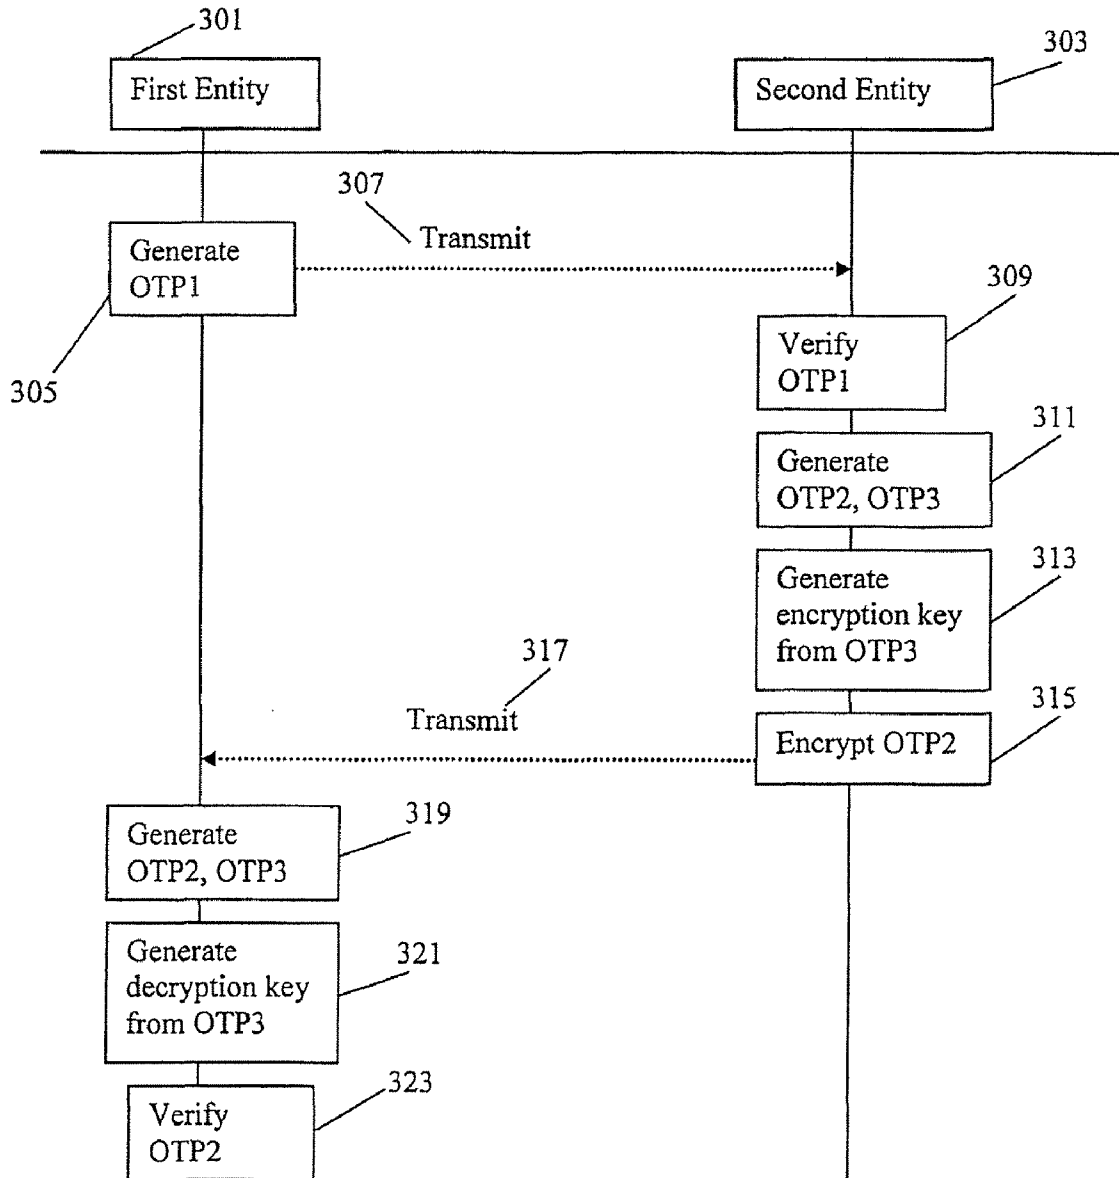 301
303
First Entity
Second Entity
307
Transmit
Generate
OTP1
309
305
Verify
OTP1
311
Generate
OTP2, OTP3
313
Generate
encryption key
from OTP3
317
315
Transmit
Encrypt OTP2
319
Generate
OTP2, OTP3
321
Generate
decryption key
from OTP3
323
Verify
OTP2